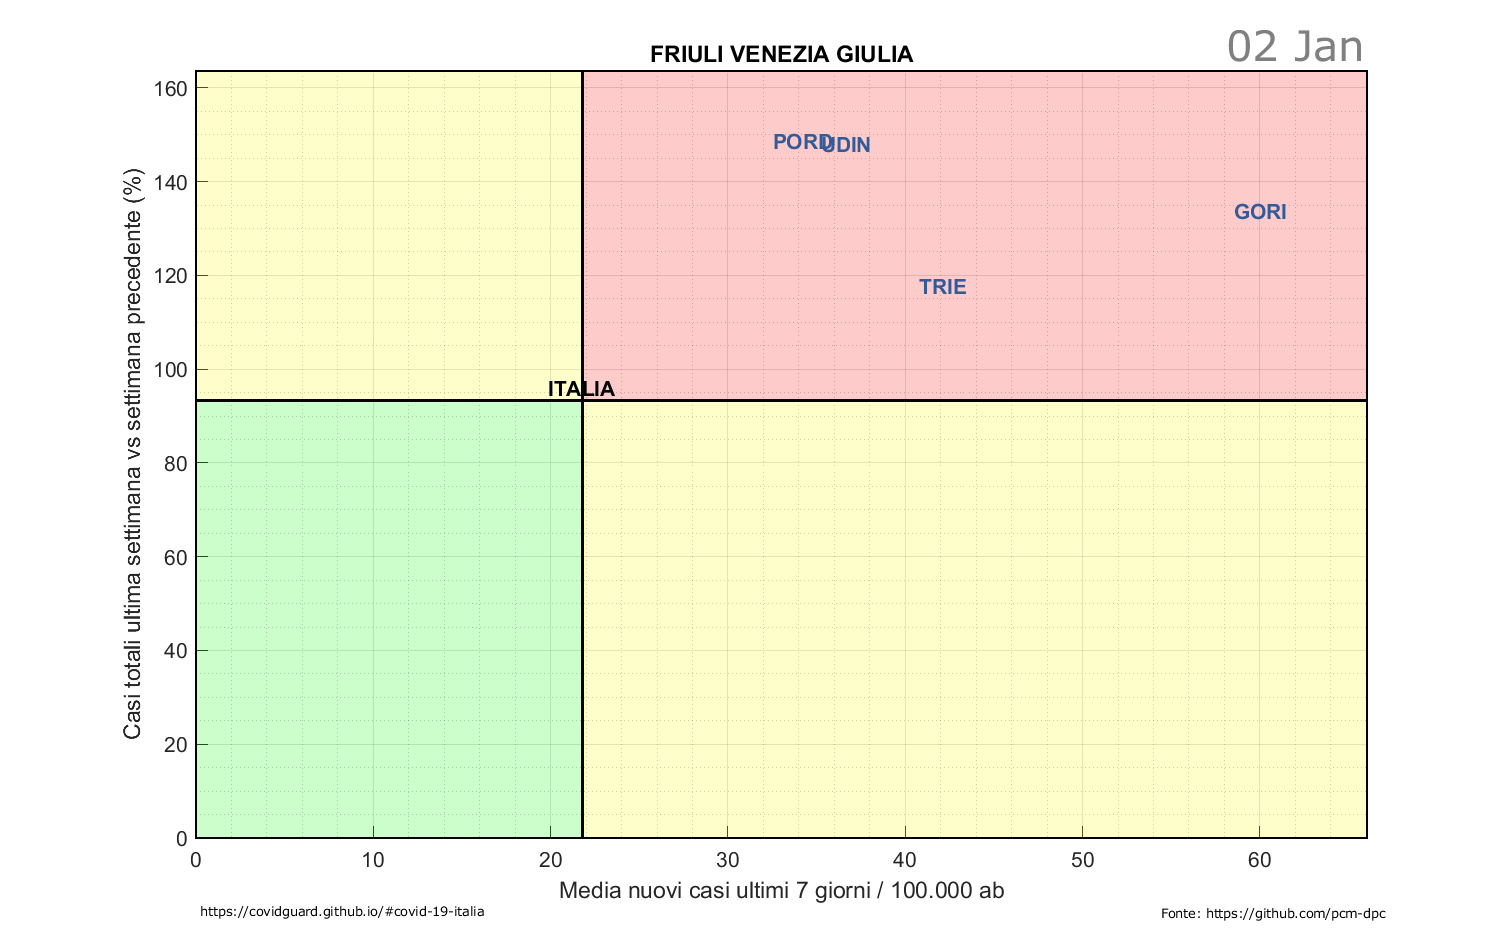 02 Jan
FRIULI VENEZIA GIULIA
Casi totali ultima settimana vs settimana precedente (%)
160
140
120
100
80
60
40
20
0
PORD
UDIN
GORI
TRIE
ITALIA
0 10 20 30 40 50 60
Media nuovi casi ultimi 7 giorni / 100.000 ab
https://covidguard.github.io/#covid-19-italia
Fonte: https://github.com/pcm-dpc